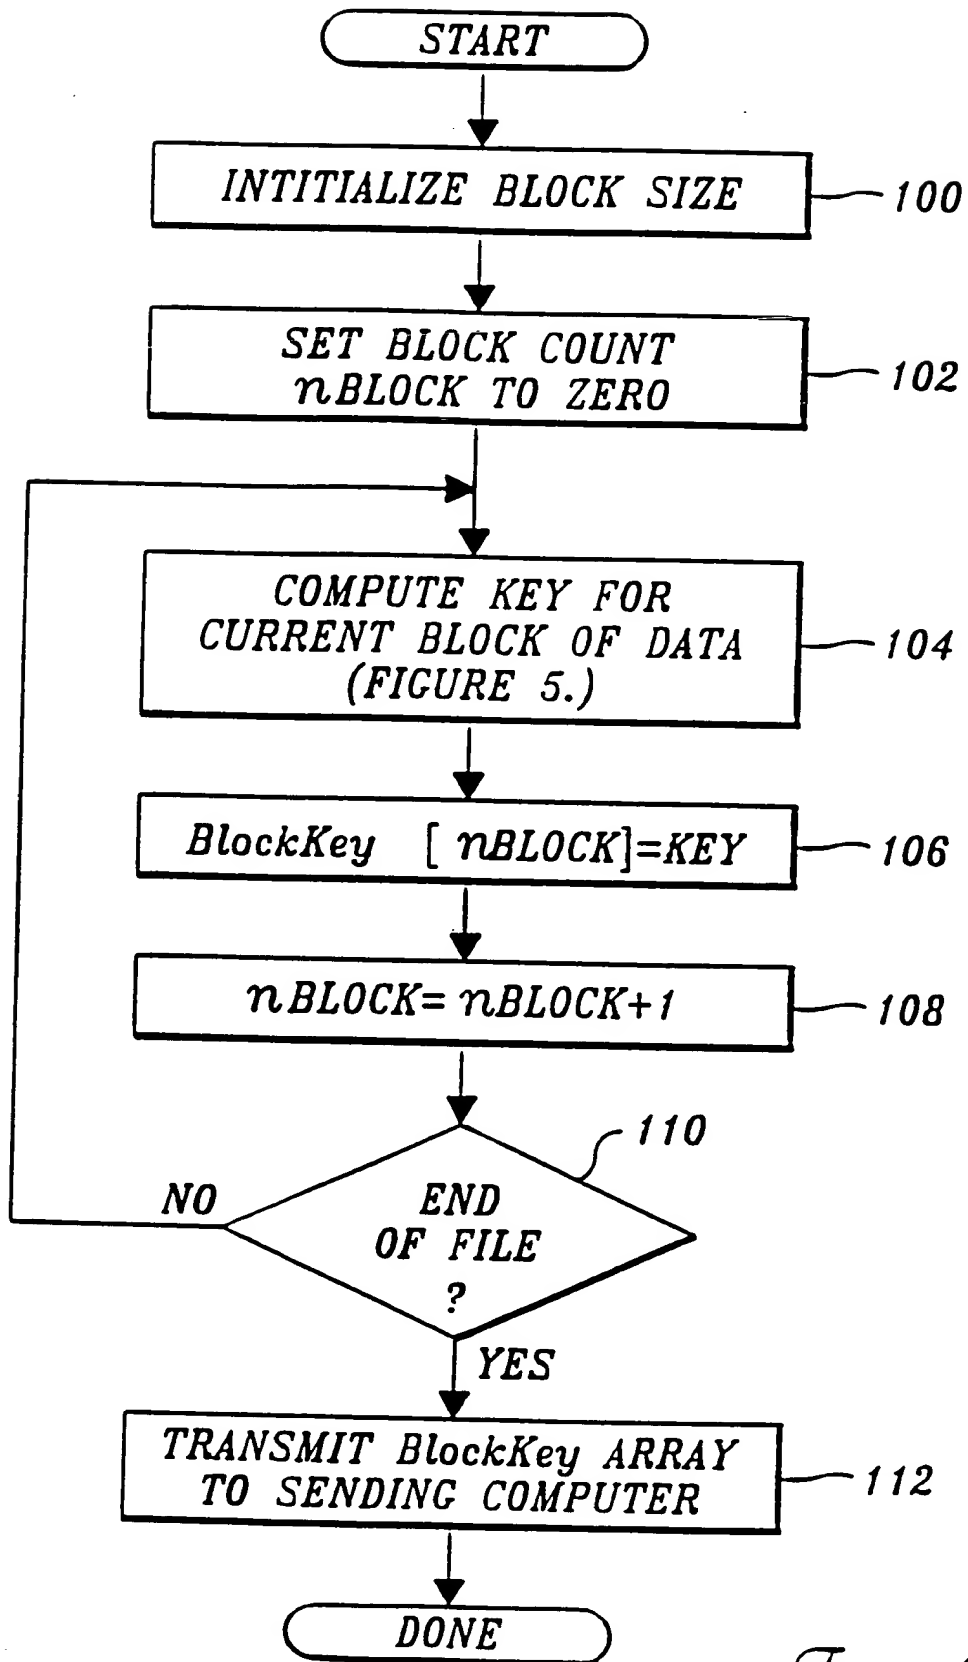 START
INTITIALIZE BLOCK SIZE
100
SET BLOCK COUNT
nBLOCK TO ZERO
102
COMPUTE KEY FOR
CURRENT BLOCK OF DATA
(FIGURE 5.)
104
BlockKey [ nBLOCK]=KEY
106
nBLOCK= nBLOCK+1
108
110
NO
END
OF FILE
?
YES
TRANSMIT BlockKey ARRAY
TO SENDING COMPUTER
112
DONE